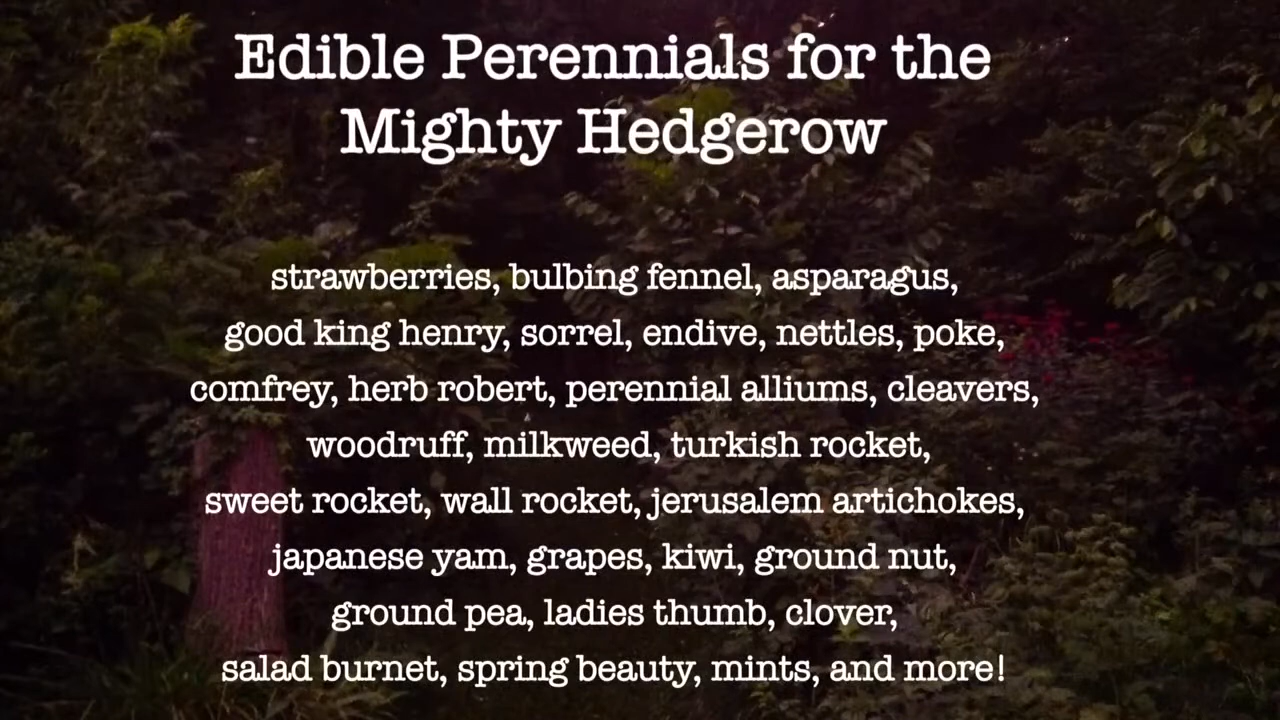 Edible Perennials for the
Mighty Hedgerow
strawberries, bulbing fennel, asparagus,
good king henry, sorrel, endive, nettles, poke,
comfrey, herb robert, perennial alliums, cleavers,
woodruff, milkweed, turkish rocket,
sweet rocket, wall rocket, jerusalem artichokes,
japanese yam, grapes, kiwi, ground nut,
ground pea, ladies thumb, clover,
salad burnet, spring beauty, mints, and more!